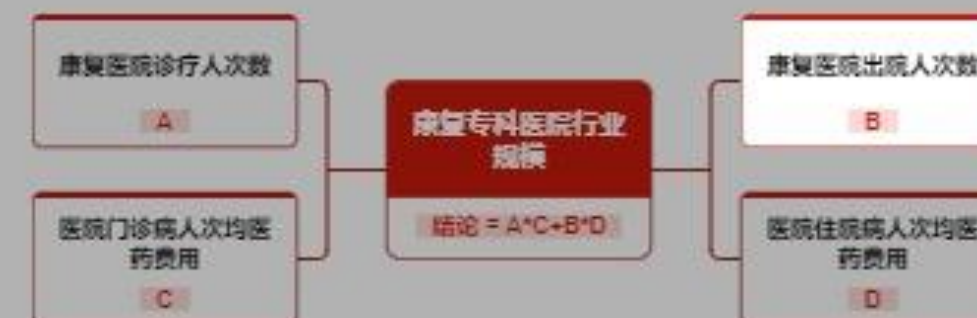 康复医院诊疗人次数
A
医院门诊病人次均医
药费用
C
康复专科医院行业
规模
结论 = A*C+B*D
康复医院出院人次数
B
医院住院病人次均医
药费用
D